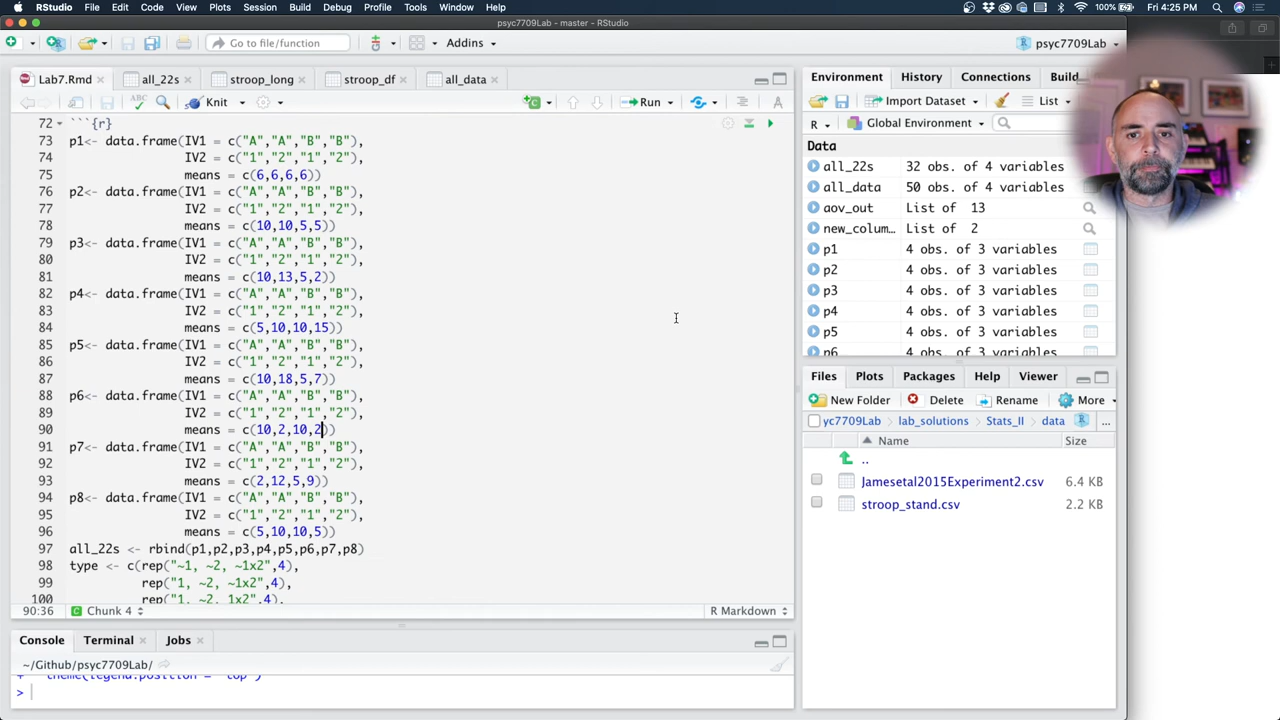 RStudio File Edit Code View Plots Session Build Debug Profile Tools Window Help
100% Fri 4:25 PM
psyc7709Lab - master - RStudio
Go to file/function Addins psyc7709Lab
Lab7.Rmd all_22s stroop_long stroop_df all_data
Knit Run
72 ```{r}
73 p1<- data.frame(IV1 = c("A","A","B","B"),
74 IV2 = c("1","2","1","2"),
75 means = c(6,6,6,6))
76 p2<- data.frame(IV1 = c("A","A","B","B"),
77 IV2 = c("1","2","1","2"),
78 means = c(10,10,5,5))
79 p3<- data.frame(IV1 = c("A","A","B","B"),
80 IV2 = c("1","2","1","2"),
81 means = c(10,13,5,2))
82 p4<- data.frame(IV1 = c("A","A","B","B"),
83 IV2 = c("1","2","1","2"),
84 means = c(5,10,10,15))
85 p5<- data.frame(IV1 = c("A","A","B","B"),
86 IV2 = c("1","2","1","2"),
87 means = c(10,18,5,7))
88 p6<- data.frame(IV1 = c("A","A","B","B"),
89 IV2 = c("1","2","1","2"),
90 means = c(10,2,10,2))
91 p7<- data.frame(IV1 = c("A","A","B","B"),
92 IV2 = c("1","2","1","2"),
93 means = c(2,12,5,9))
94 p8<- data.frame(IV1 = c("A","A","B","B"),
95 IV2 = c("1","2","1","2"),
96 means = c(5,10,10,5))
97 all_22s <- rbind(p1,p2,p3,p4,p5,p6,p7,p8)
98 type <- c(rep("~1, ~2, ~1x2",4),
99 rep("1, ~2, ~1x2",4),
100 rep("1, ~2, 1x2",4),
90:36 Chunk 4 R Markdown
Console Terminal Jobs
~/Github/psyc7709Lab/
+ theme(legend.position = "top")
>
Environment History Connections Build
Import Dataset List
R Global Environment
Data
all_22s 32 obs. of 4 variables
all_data 50 obs. of 4 variables
aov_out List of 13
new_colum… List of 2
p1 4 obs. of 3 variables
p2 4 obs. of 3 variables
p3 4 obs. of 3 variables
p4 4 obs. of 3 variables
p5 4 obs. of 3 variables
p6 4 obs. of 3 variables
Files Plots Packages Help Viewer
New Folder Delete Rename More
yc7709Lab lab_solutions Stats_II data ...
Name Size
..
Jamesetal2015Experiment2.csv 6.4 KB
stroop_stand.csv 2.2 KB